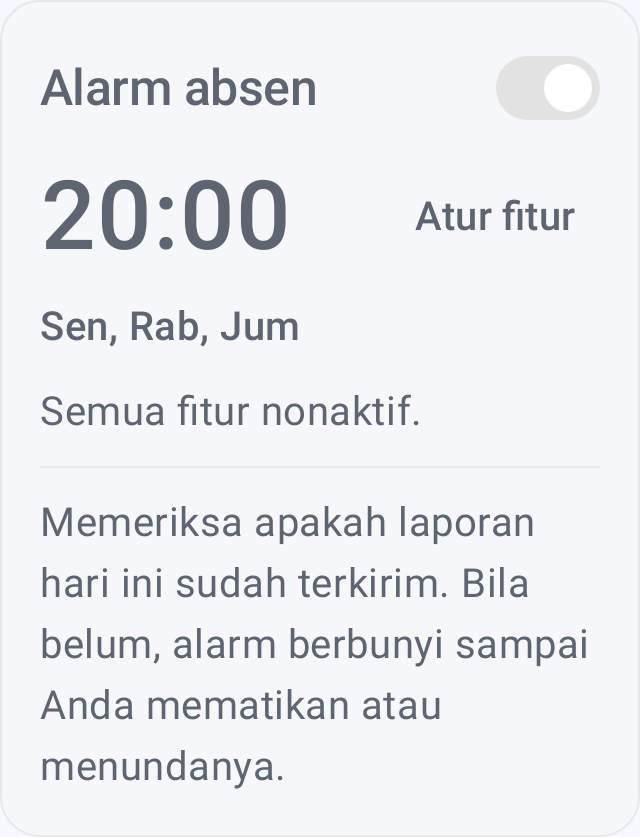 Alarm absen
20:00
Atur fitur
Sen, Rab, Jum
Semua fitur nonaktif.
Memeriksa apakah laporan
hari ini sudah terkirim. Bila
belum, alarm berbunyi sampai
Anda mematikan atau
menundanya.